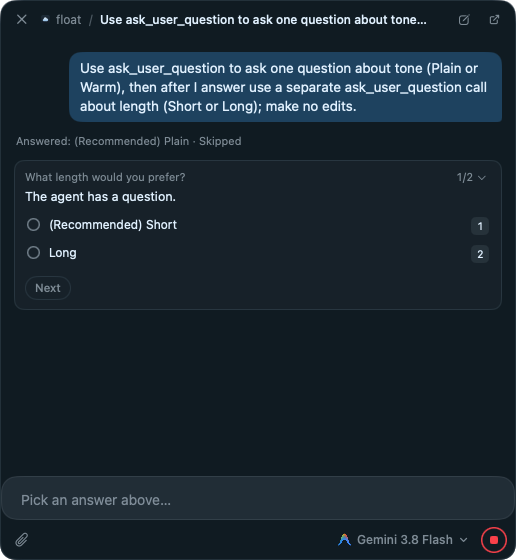 float / Use ask_user_question to ask one question about tone...
Use ask_user_question to ask one question about tone (Plain or
Warm), then after I answer use a separate ask_user_question call
about length (Short or Long); make no edits.
Answered: (Recommended) Plain · Skipped
What length would you prefer? 1/2
The agent has a question.
(Recommended) Short 1
Long 2
Next
Pick an answer above...
Gemini 3.8 Flash